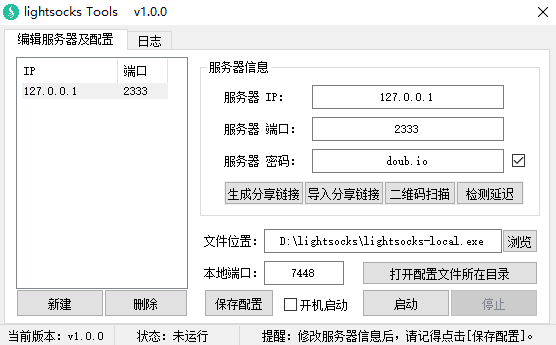 lightsocks Tools v1.0.0
编辑服务器及配置 日志
IP 端口
127.0.0.1 2333
服务器信息
服务器 IP: 127.0.0.1
服务器 端口: 2333
服务器 密码: doub.io
生成分享链接 导入分享链接 二维码扫描 检测延迟
文件位置: D:\lightsocks\lightsocks-local.exe 浏览
本地端口: 7448 打开配置文件所在目录
新建 删除 保存配置 开机启动 启动 停止
当前版本: v1.0.0 状态: 未运行 提醒: 修改服务器信息后，请记得点击[保存配置]。